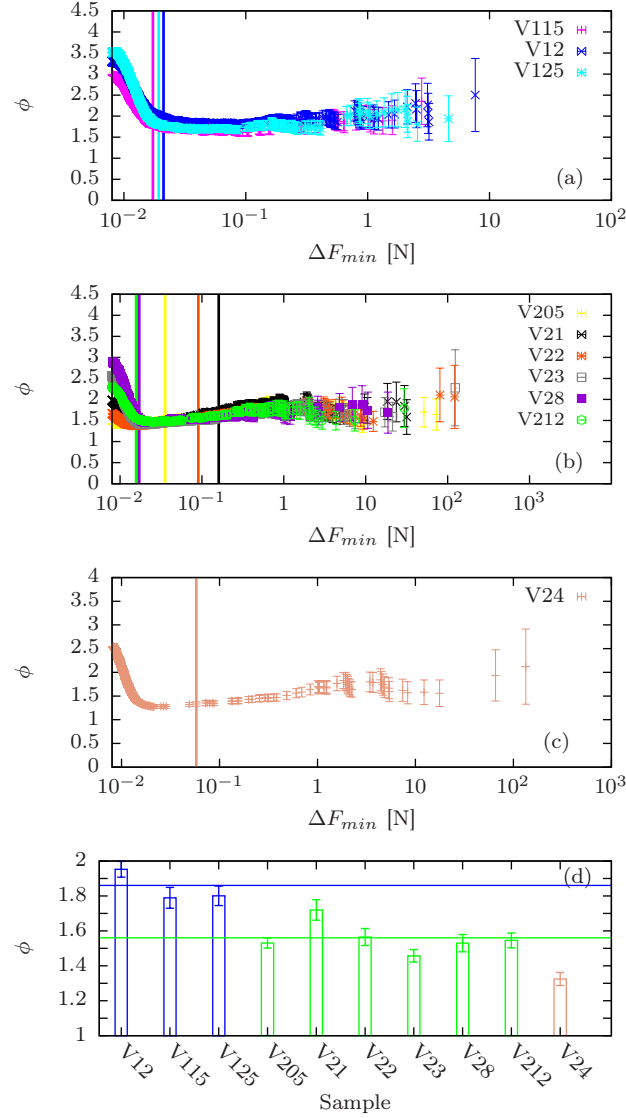 4.5
4
3.5
3
2.5
2
1.5
1
0.5
0
ϕ
V115
V12
V125
(a)
10⁻² 10⁻¹ 1 10 10²
ΔF_min [N]
4.5
4
3.5
3
2.5
2
1.5
1
0.5
0
ϕ
V205
V21
V22
V23
V28
V212
(b)
10⁻² 10⁻¹ 1 10 10² 10³
ΔF_min [N]
4
3.5
3
2.5
2
1.5
1
0.5
0
ϕ
V24
(c)
10⁻² 10⁻¹ 1 10 10² 10³
ΔF_min [N]
2
1.8
1.6
1.4
1.2
1
ϕ
(d)
V12 V115 V125 V205 V21 V22 V23 V28 V212 V24
Sample